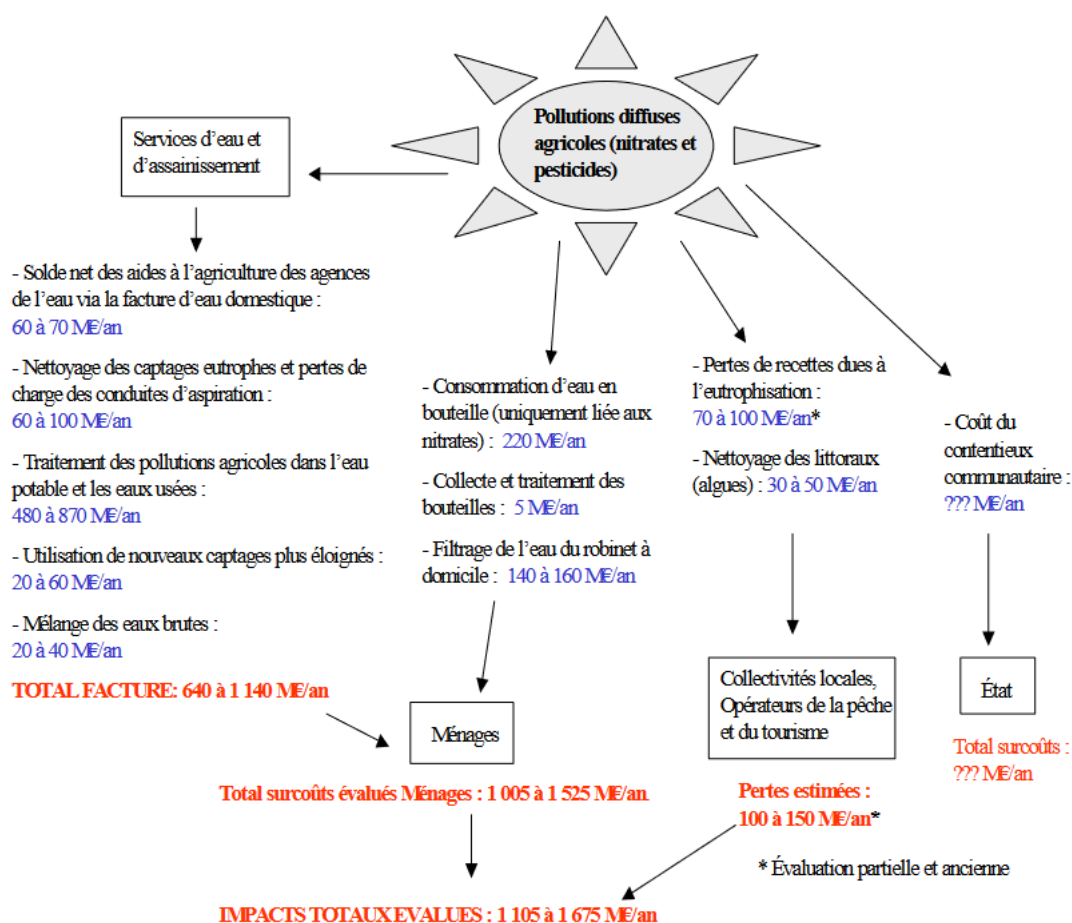 Pollutions diffuses
agricoles (nitrates et
pesticides)
Services d'eau et
d'assainissement
- Solde net des aides à l'agriculture des agences
de l'eau via la facture d'eau domestique :
60 à 70 M€/an
- Nettoyage des captages eutrophes et pertes de
charge des conduites d'aspiration :
60 à 100 M€/an
- Traitement des pollutions agricoles dans l'eau
potable et les eaux usées :
480 à 870 M€/an
- Utilisation de nouveaux captages plus éloignés :
20 à 60 M€/an
- Mélange des eaux brutes :
20 à 40 M€/an
TOTAL FACTURE: 640 à 1 140 M€/an
- Consommation d'eau en
bouteille (uniquement liée aux
nitrates) : 220 M€/an
- Collecte et traitement des
bouteilles : 5 M€/an
- Filtrage de l'eau du robinet à
domicile : 140 à 160 M€/an
- Pertes de recettes dues à
l'eutrophisation :
70 à 100 M€/an*
- Nettoyage des littoraux
(algues) : 30 à 50 M€/an
- Coût du
contentieux
communautaire :
??? M€/an
Ménages
Collectivités locales,
Opérateurs de la pêche
et du tourisme
État
Total surcoûts :
??? M€/an
Total surcoûts évalués Ménages : 1 005 à 1 525 M€/an
Pertes estimées :
100 à 150 M€/an*
* Évaluation partielle et ancienne
IMPACTS TOTAUX EVALUES : 1 105 à 1 675 M€/an